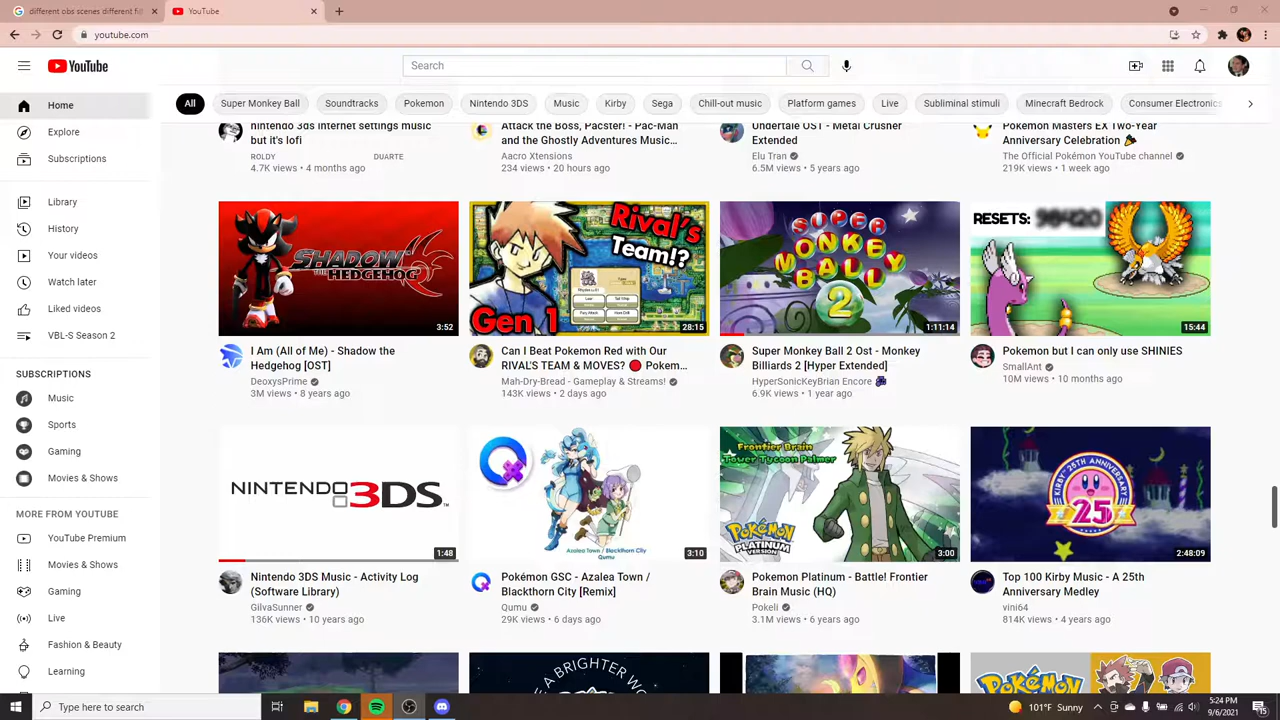 different obs scenes different fil
YouTube
youtube.com
YouTube
Search
All
Super Monkey Ball
Soundtracks
Pokemon
Nintendo 3DS
Music
Kirby
Sega
Chill-out music
Platform games
Live
Subliminal stimuli
Minecraft Bedrock
Consumer Electronics
Home
Explore
Subscriptions
Library
History
Your videos
Watch later
Liked videos
VBL-S Season 2
SUBSCRIPTIONS
Music
Sports
Gaming
Movies & Shows
MORE FROM YOUTUBE
YouTube Premium
Movies & Shows
Gaming
Live
Fashion & Beauty
Learning
nintendo 3ds internet settings music
but it's lofi
ROLDY DUARTE
4.7K views • 4 months ago
Attack the Boss, Pacster! - Pac-Man
and the Ghostly Adventures Music...
Aacro Xtensions
234 views • 20 hours ago
Undertale OST - Metal Crusher
Extended
Elu Tran
6.5M views • 5 years ago
Pokémon Masters EX Two-Year
Anniversary Celebration 🎉
The Official Pokémon YouTube channel
219K views • 1 week ago
SHADOW
THE HEDGEHOG
3:52
I Am (All of Me) - Shadow the
Hedgehog [OST]
DeoxysPrime
3M views • 8 years ago
Rival's
Team!?
Gen 1
28:15
Can I Beat Pokemon Red with Our
RIVAL'S TEAM & MOVES? 🔴 Pokem...
Mah-Dry-Bread - Gameplay & Streams!
143K views • 2 days ago
SUPER
MONKEY
BALL
2
1:11:14
Super Monkey Ball 2 Ost - Monkey
Billiards 2 [Hyper Extended]
HyperSonicKeyBrian Encore
6.9K views • 1 year ago
RESETS:
15:44
Pokemon but I can only use SHINIES
SmallAnt
10M views • 10 months ago
NINTENDO 3DS
1:48
Nintendo 3DS Music - Activity Log
(Software Library)
GilvaSunner
136K views • 10 years ago
Azalea Town / Blackthorn City
Qumu
3:10
Pokémon GSC - Azalea Town /
Blackthorn City [Remix]
Qumu
29K views • 6 days ago
Frontier Brain
Tower Tycoon Palmer
POKéMON
PLATINUM
VERSION
3:00
Pokemon Platinum - Battle! Frontier
Brain Music (HQ)
Pokeli
3.1M views • 6 years ago
KIRBY 25TH ANNIVERSARY
25
2:48:09
Top 100 Kirby Music - A 25th
Anniversary Medley
vini64
814K views • 4 years ago
E A BRIGHTER WO
POKéMON
Type here to search
101°F Sunny
5:24 PM
9/6/2021
15